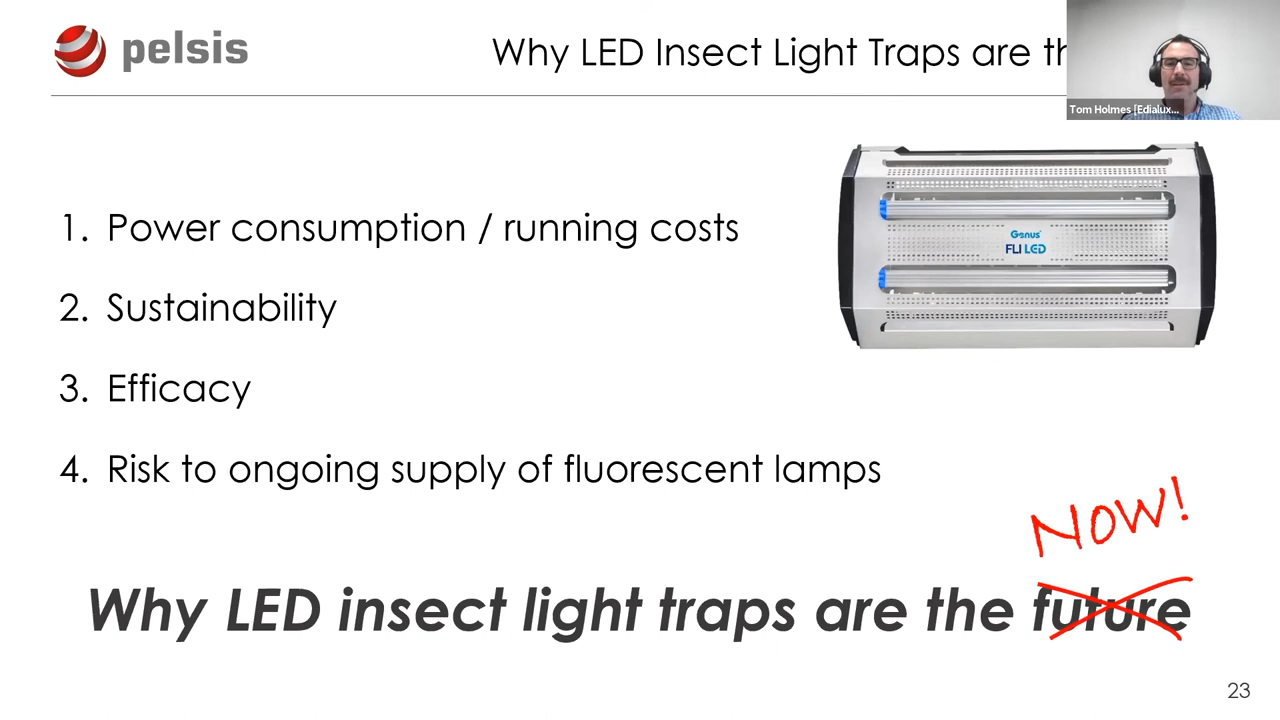 pelsis
Why LED Insect Light Traps are th
Tom Holmes [Edialux...
1. Power consumption / running costs
Genus
FLI LED
2. Sustainability
3. Efficacy
4. Risk to ongoing supply of fluorescent lamps
Now!
Why LED insect light traps are the future
23